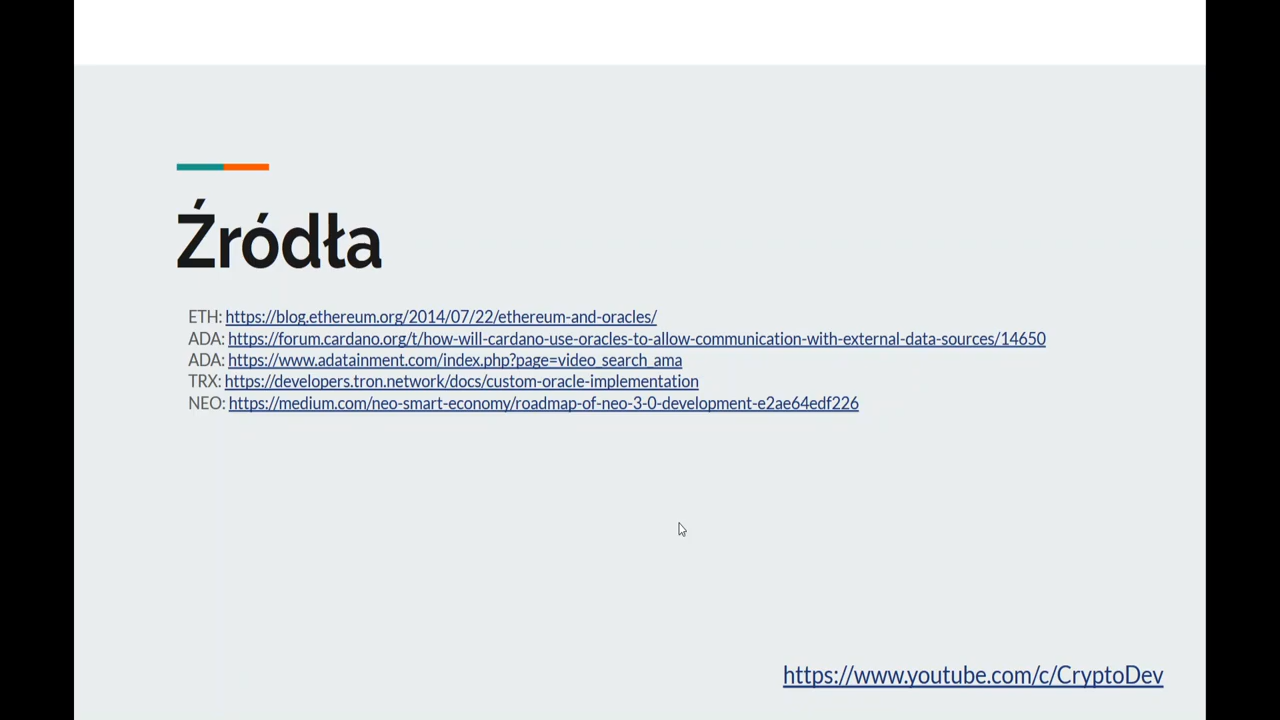 Źródła
ETH: https://blog.ethereum.org/2014/07/22/ethereum-and-oracles/
ADA: https://forum.cardano.org/t/how-will-cardano-use-oracles-to-allow-communication-with-external-data-sources/14650
ADA: https://www.adatainment.com/index.php?page=video_search_ama
TRX: https://developers.tron.network/docs/custom-oracle-implementation
NEO: https://medium.com/neo-smart-economy/roadmap-of-neo-3-0-development-e2ae64edf226
https://www.youtube.com/c/CryptoDev